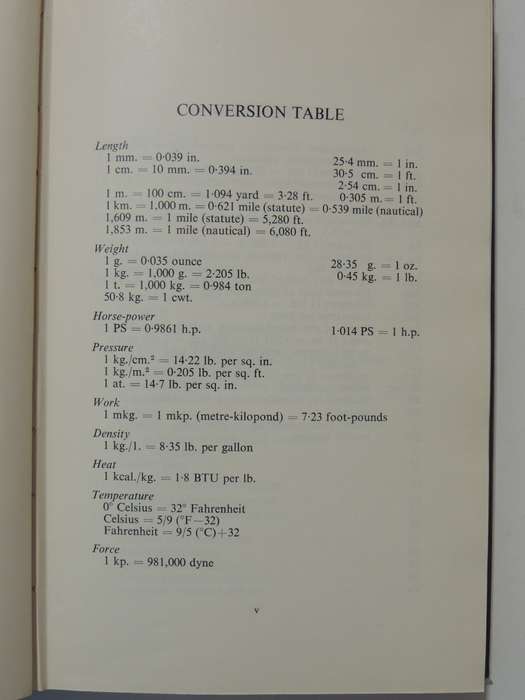 CONVERSION TABLE
Length
1 mm. = 0·039 in. 25·4 mm. = 1 in.
1 cm. = 10 mm. = 0·394 in. 30·5 cm. = 1 ft.
2·54 cm. = 1 in.
1 m. = 100 cm. = 1·094 yard = 3·28 ft. 0·305 m. = 1 ft.
1 km. = 1,000 m. = 0·621 mile (statute) = 0·539 mile (nautical)
1,609 m. = 1 mile (statute) = 5,280 ft.
1,853 m. = 1 mile (nautical) = 6,080 ft.
Weight
1 g. = 0·035 ounce 28·35 g. = 1 oz.
1 kg. = 1,000 g. = 2·205 lb. 0·45 kg. = 1 lb.
1 t. = 1,000 kg. = 0·984 ton
50·8 kg. = 1 cwt.
Horse-power
1 PS = 0·9861 h.p. 1·014 PS = 1 h.p.
Pressure
1 kg./cm.² = 14·22 lb. per sq. in.
1 kg./m.² = 0·205 lb. per sq. ft.
1 at. = 14·7 lb. per sq. in.
Work
1 mkg. = 1 mkp. (metre-kilopond) = 7·23 foot-pounds
Density
1 kg./l. = 8·35 lb. per gallon
Heat
1 kcal./kg. = 1·8 BTU per lb.
Temperature
0° Celsius = 32° Fahrenheit
Celsius = 5/9 (°F−32)
Fahrenheit = 9/5 (°C)+32
Force
1 kp. = 981,000 dyne
v